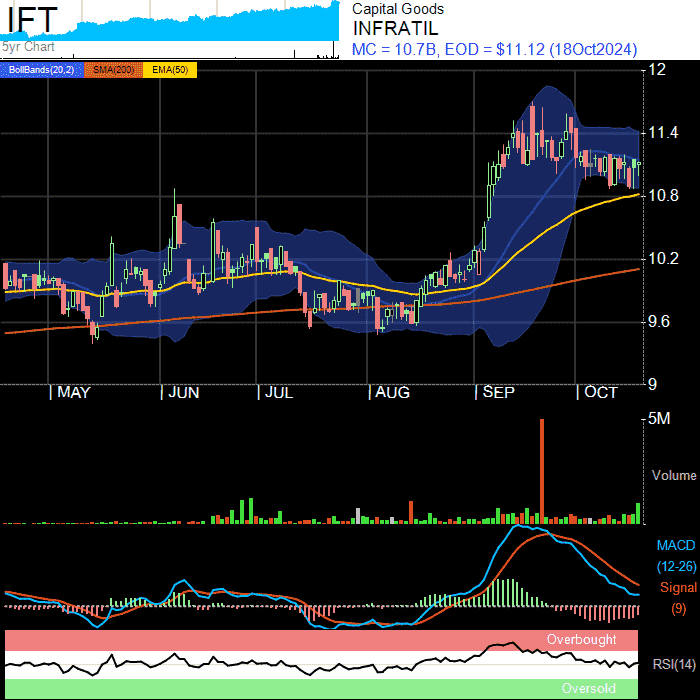 IFT
5yr Chart
Capital Goods
INFRATIL
MC = 10.7B, EOD = $11.12 (18Oct2024)
BollBands(20,2) SMA(200) EMA(50)
12
11.4
10.8
10.2
9.6
9
MAY JUN JUL AUG SEP OCT
5M
Volume
MACD
(12-26)
Signal
(9)
Overbought
RSI(14)
Oversold